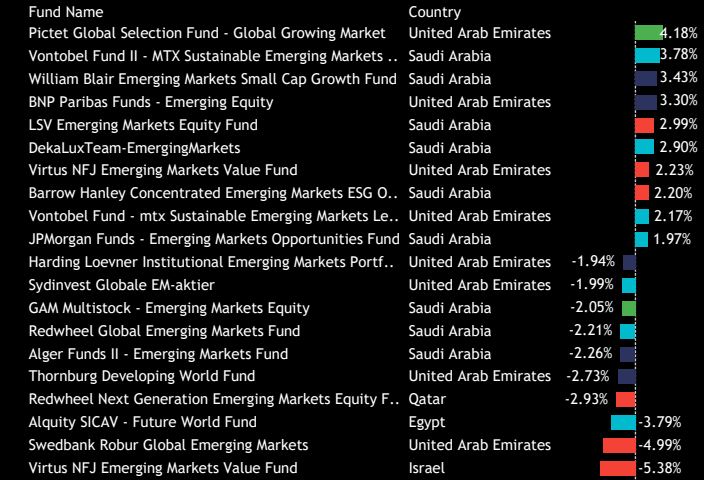 Fund Name Country
Pictet Global Selection Fund - Global Growing Market United Arab Emirates 4.18%
Vontobel Fund II - MTX Sustainable Emerging Markets .. Saudi Arabia 3.78%
William Blair Emerging Markets Small Cap Growth Fund Saudi Arabia 3.43%
BNP Paribas Funds - Emerging Equity United Arab Emirates 3.30%
LSV Emerging Markets Equity Fund Saudi Arabia 2.99%
DekaLuxTeam-EmergingMarkets Saudi Arabia 2.90%
Virtus NFJ Emerging Markets Value Fund United Arab Emirates 2.23%
Barrow Hanley Concentrated Emerging Markets ESG O.. Saudi Arabia 2.20%
Vontobel Fund - mtx Sustainable Emerging Markets Le.. United Arab Emirates 2.17%
JPMorgan Funds - Emerging Markets Opportunities Fund Saudi Arabia 1.97%
Harding Loevner Institutional Emerging Markets Portf.. United Arab Emirates -1.94%
Sydinvest Globale EM-aktier United Arab Emirates -1.99%
GAM Multistock - Emerging Markets Equity Saudi Arabia -2.05%
Redwheel Global Emerging Markets Fund Saudi Arabia -2.21%
Alger Funds II - Emerging Markets Fund Saudi Arabia -2.26%
Thornburg Developing World Fund United Arab Emirates -2.73%
Redwheel Next Generation Emerging Markets Equity F.. Qatar -2.93%
Alquity SICAV - Future World Fund Egypt -3.79%
Swedbank Robur Global Emerging Markets United Arab Emirates -4.99%
Virtus NFJ Emerging Markets Value Fund Israel -5.38%